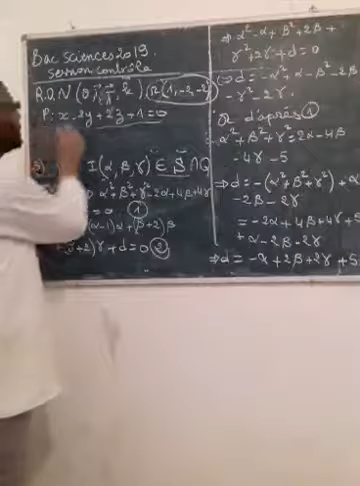 Bac Sciences 2019.
session contrôle
R.O.N (O, i, j, k), Ω(1, -2, -2)
P: x - 2y + 2z + 1 = 0
I(α, β, γ) ∈ S ∩ Q
α² + β² + γ² - 2α + 4β + 4γ
= 0 ①
(α-1)α + (β+2)β
+2)γ + d = 0 ②
⇒ α² - α + β² + 2β +
γ² + 2γ + d = 0
⇒ d = -α² + α - β² - 2β
- γ² - 2γ.
d'après ①
α² + β² + γ² = 2α - 4β
- 4γ - 5
⇒ d = -(α² + β² + γ²) + α
- 2β - 2γ
= -2α + 4β + 4γ + 5
+ α - 2β - 2γ
⇒ d = -α + 2β + 2γ + 5